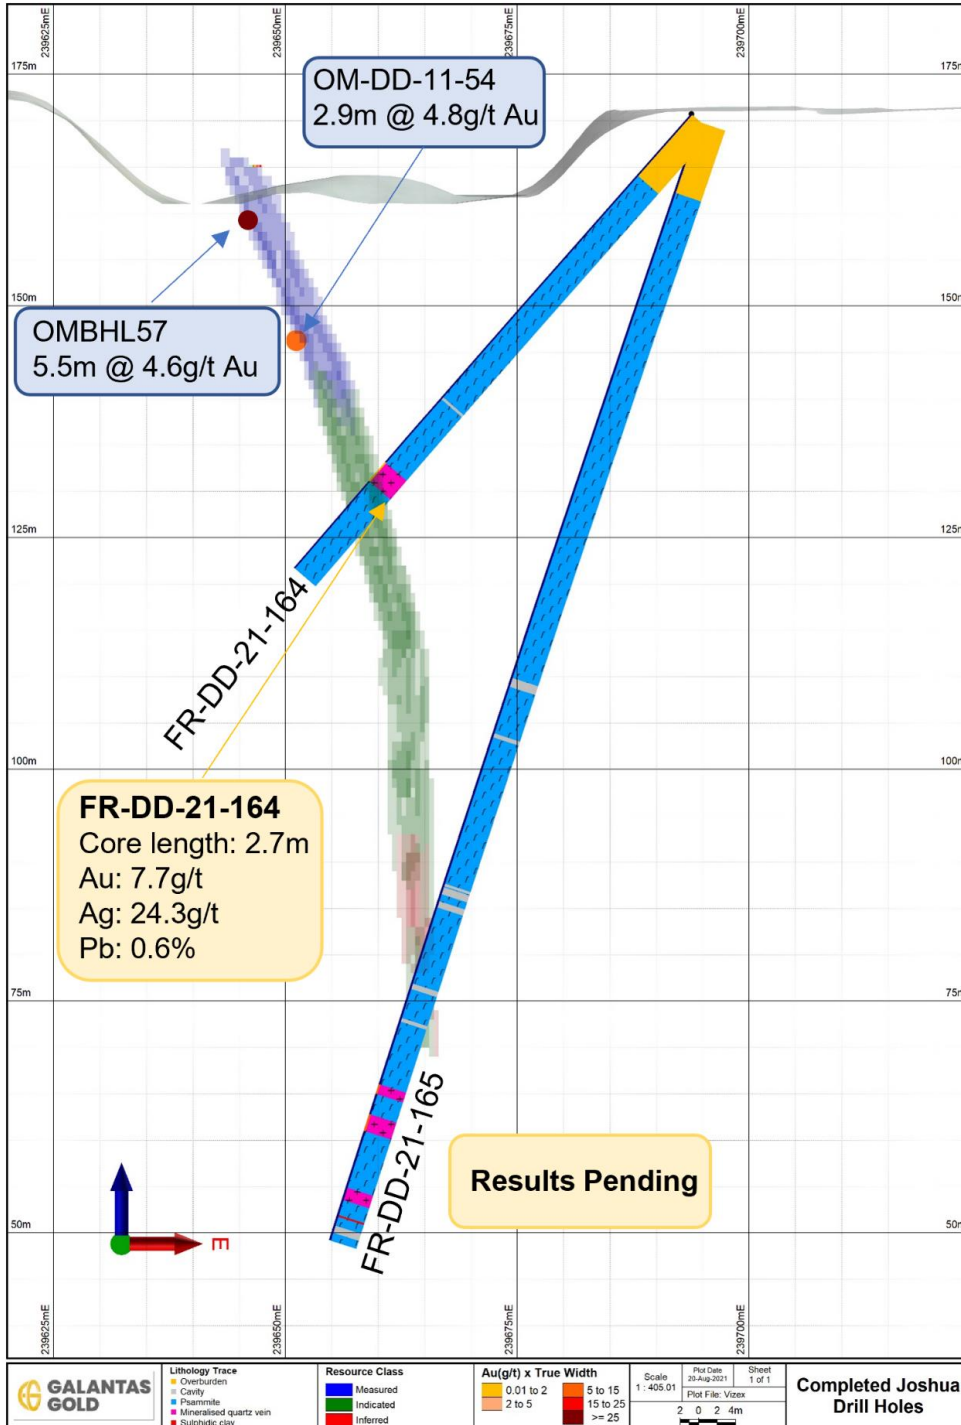 239625mE
239650mE
239675mE
239700mE
175m
175m
OM-DD-11-54
2.9m @ 4.8g/t Au
150m
150m
OMBHL57
5.5m @ 4.6g/t Au
125m
125m
FR-DD-21-164
100m
100m
FR-DD-21-164
Core length: 2.7m
Au: 7.7g/t
Ag: 24.3g/t
Pb: 0.6%
75m
75m
FR-DD-21-165
Results Pending
50m
50m
E
239625mE
239650mE
239675mE
239700mE
GALANTAS
GOLD
Lithology Trace
Overburden
Cavity
Psammite
Mineralised quartz vein
Sulphidic clay
Resource Class
Measured
Indicated
Inferred
Au(g/t) x True Width
0.01 to 2
2 to 5
5 to 15
15 to 25
>= 25
Scale
1 : 405.01
Plot Date
20-Aug-2021
Sheet
1 of 1
Plot File: Vizex
2 0 2 4m
Completed Joshua
Drill Holes